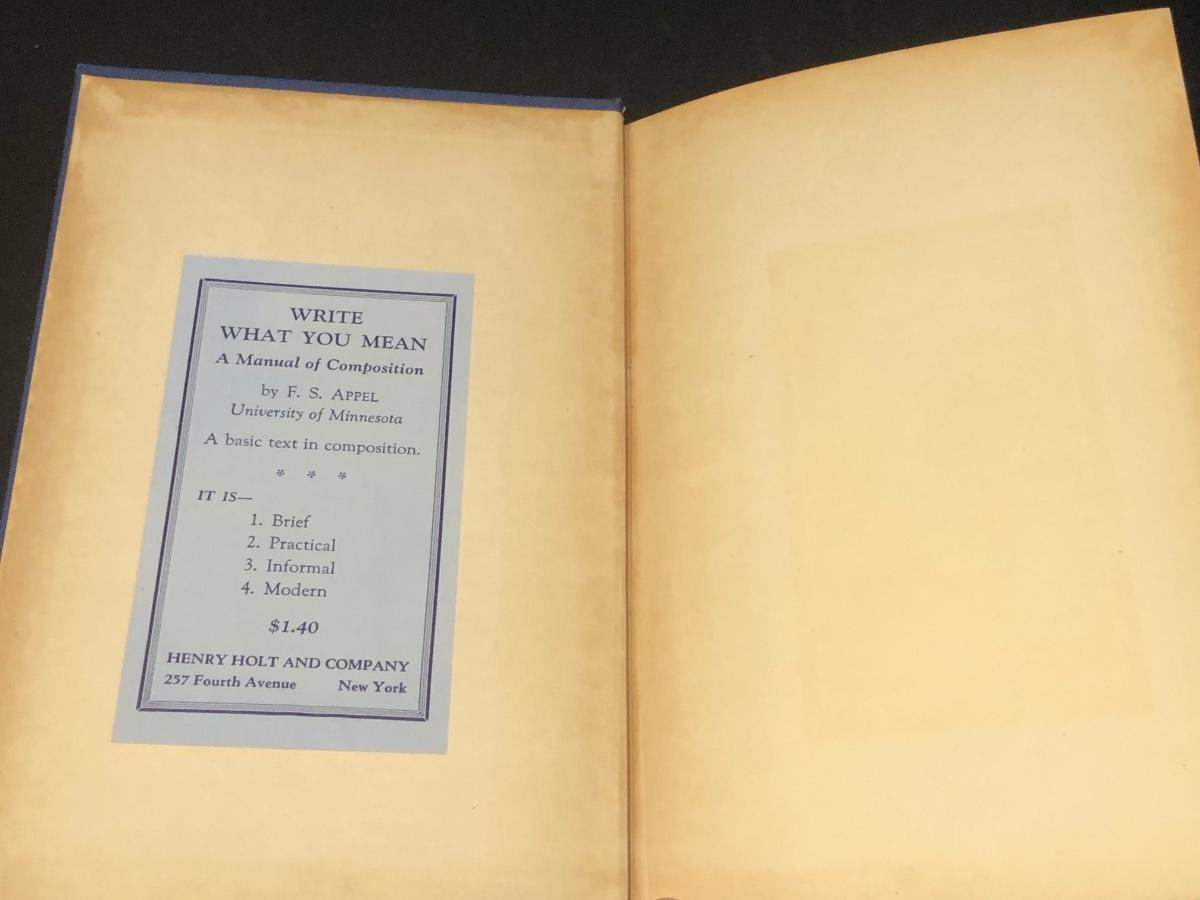 WRITE
WHAT YOU MEAN
A Manual of Composition
by F. S. APPEL
University of Minnesota
A basic text in composition.
* * *
IT IS—
1. Brief
2. Practical
3. Informal
4. Modern
$1.40
HENRY HOLT AND COMPANY
257 Fourth Avenue New York